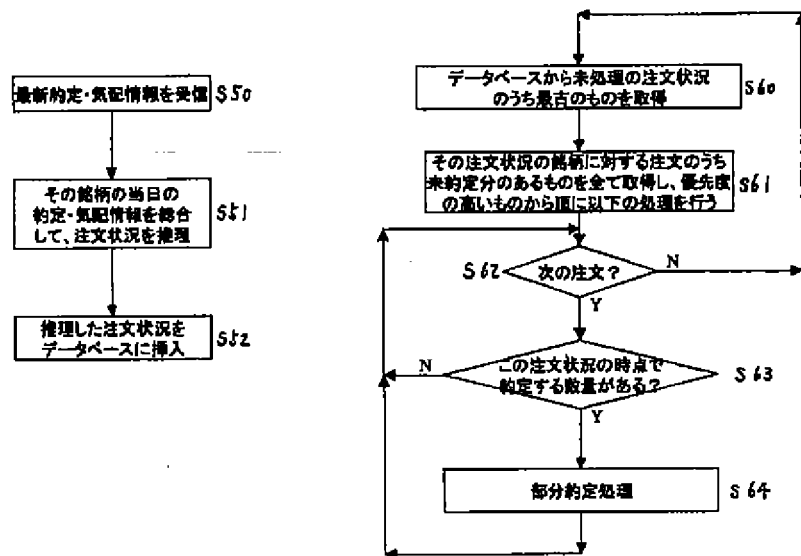 最新約定・気配情報を受信
S50
その銘柄の当日の
約定・気配情報を総合
して、注文状況を推理
S51
推理した注文状況を
データベースに挿入
S52
データベースから未処理の注文状況
のうち最古のものを取得
S60
その注文状況の銘柄に対する注文のうち
未約定分のあるものを全て取得し、優先度
の高いものから順に以下の処理を行う
S61
S62
次の注文？
N
Y
この注文状況の時点で
約定する数量がある？
S63
N
Y
部分約定処理
S64